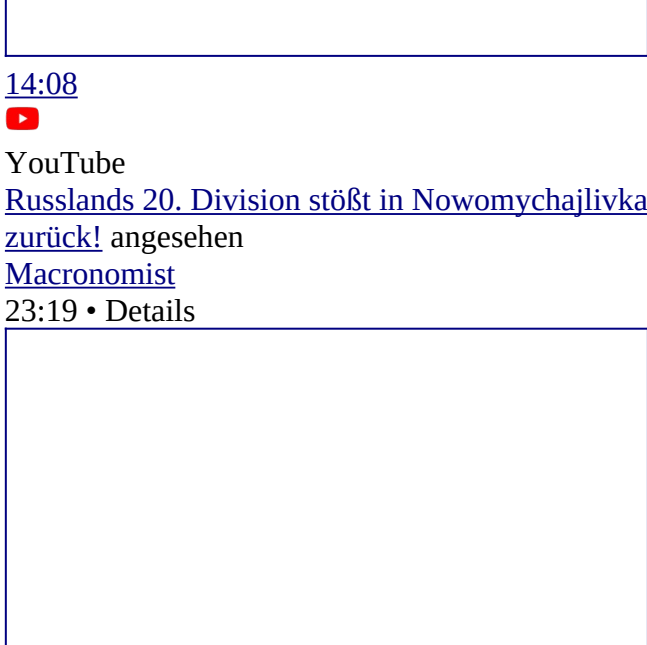 14:08
YouTube
Russlands 20. Division stößt in Nowomychajlivka
zurück! angesehen
Macronomist
23:19 • Details